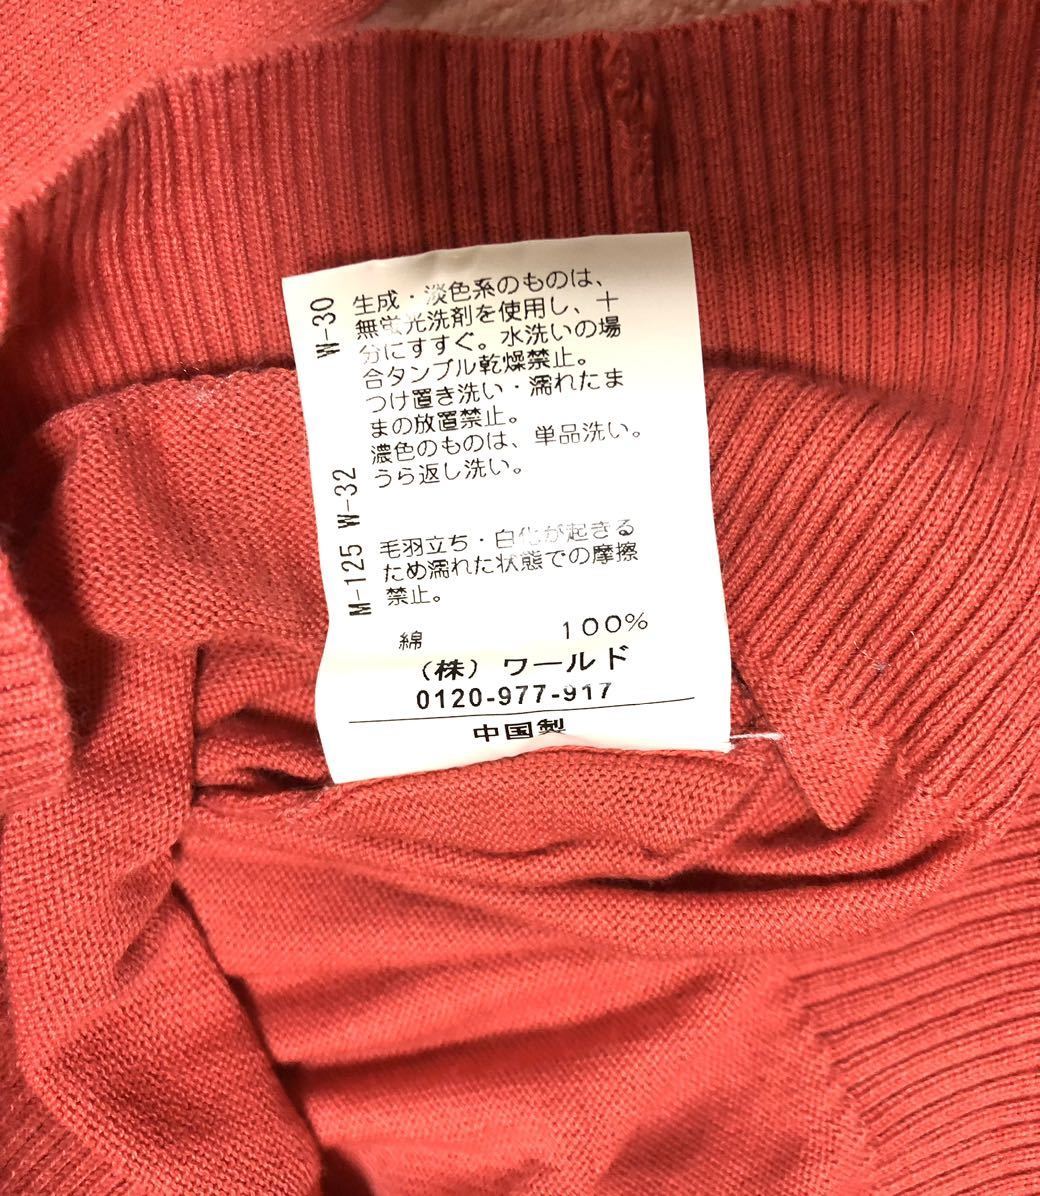 生成・淡色系のものは、
無蛍光洗剤を使用し、十
分にすすぐ。水洗いの場
合タンブル乾燥禁止。
つけ置き洗い・濡れたま
まの放置禁止。
濃色のものは、単品洗い。
うら返し洗い。
毛羽立ち・白化が起きる
ため濡れた状態での摩擦
禁止。
W-30
W-32
M-125
綿 100%
(株)ワールド
0120-977-917
中国製